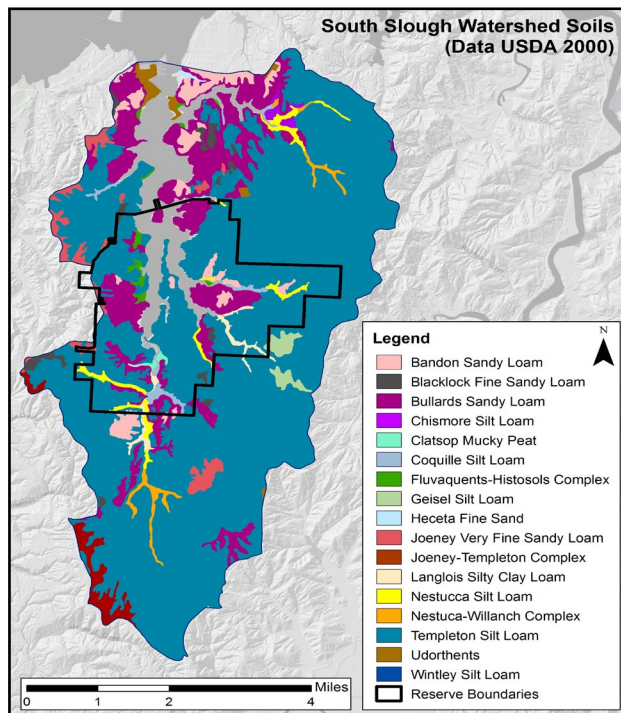 South Slough Watershed Soils
(Data USDA 2000)
N
Legend
Bandon Sandy Loam
Blacklock Fine Sandy Loam
Bullards Sandy Loam
Chismore Silt Loam
Clatsop Mucky Peat
Coquille Silt Loam
Fluvaquents-Histosols Complex
Geisel Silt Loam
Heceta Fine Sand
Joeney Very Fine Sandy Loam
Joeney-Templeton Complex
Langlois Silty Clay Loam
Nestucca Silt Loam
Nestuca-Willanch Complex
Templeton Silt Loam
Udorthents
Wintley Silt Loam
Reserve Boundaries
Miles
0 1 2 4